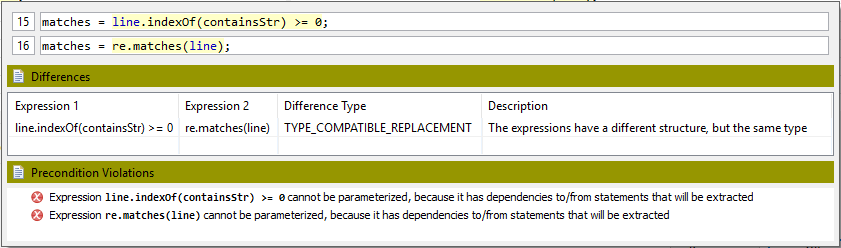 15 matches = line.indexOf(containsStr) >= 0;
16 matches = re.matches(line);
Differences
Expression 1 Expression 2 Difference Type Description
line.indexOf(containsStr) >= 0 re.matches(line) TYPE_COMPATIBLE_REPLACEMENT The expressions have a different structure, but the same type
Precondition Violations
Expression line.indexOf(containsStr) >= 0 cannot be parameterized, because it has dependencies to/from statements that will be extracted
Expression re.matches(line) cannot be parameterized, because it has dependencies to/from statements that will be extracted